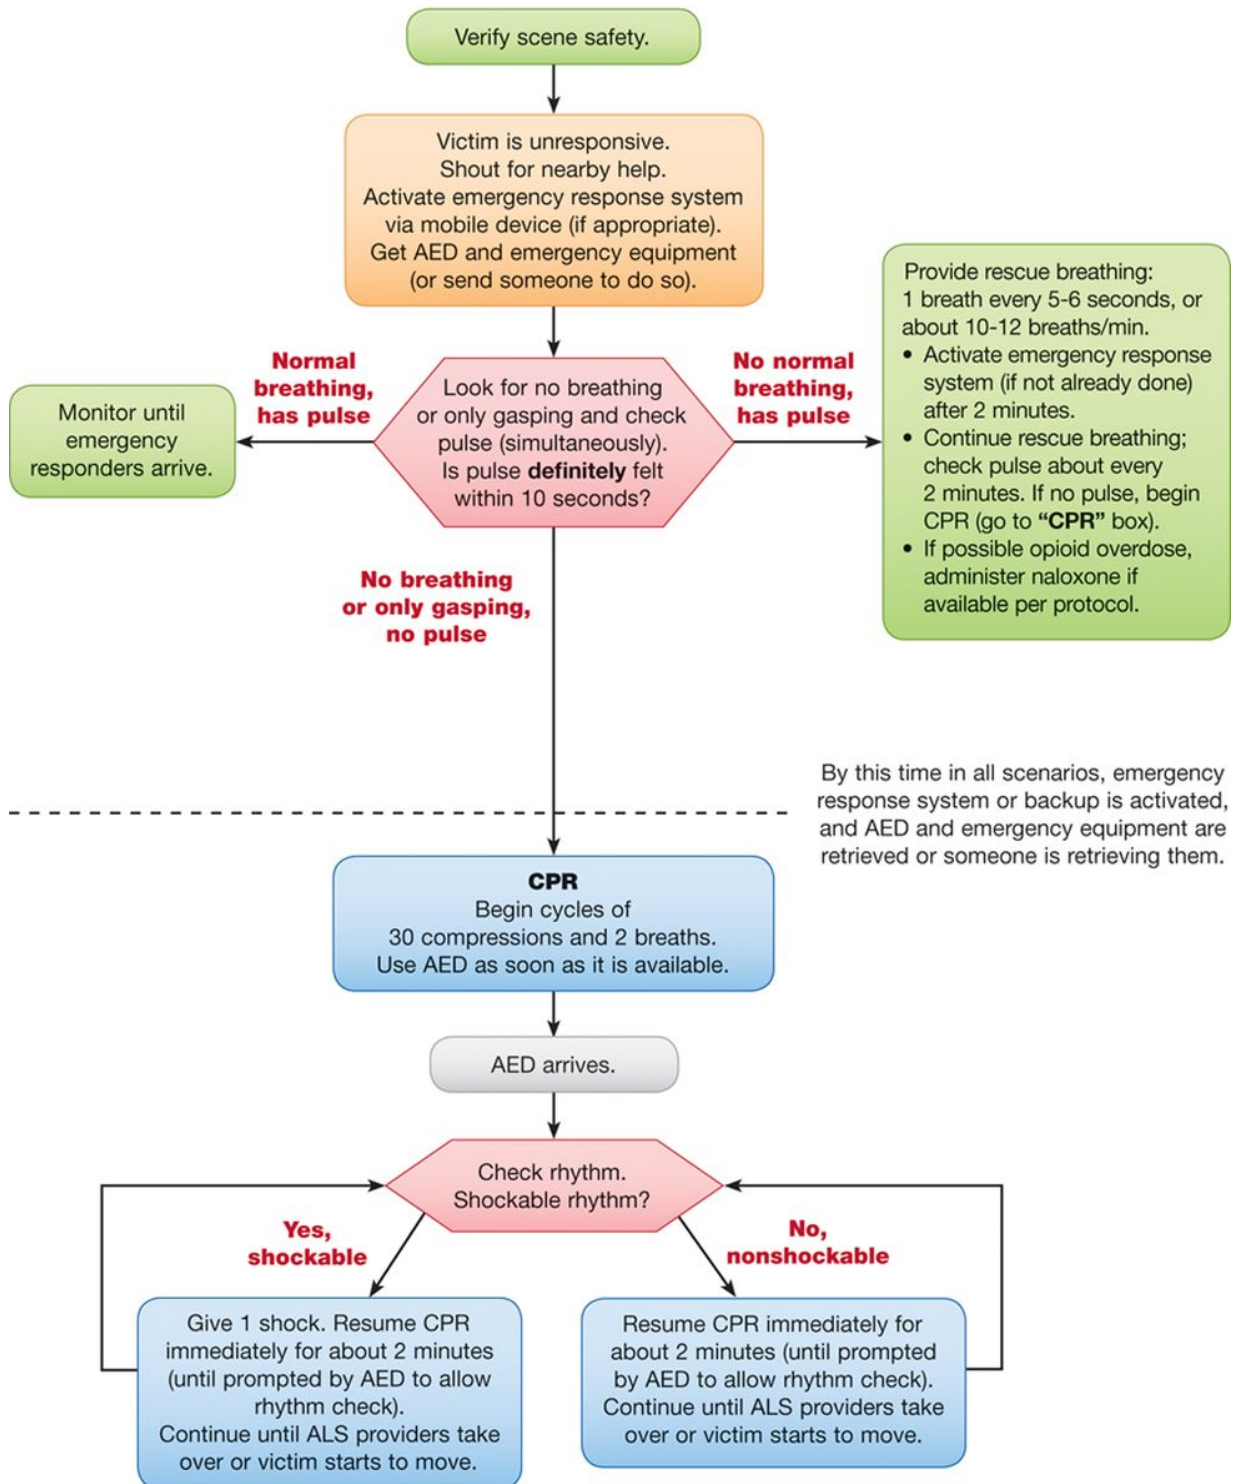 Verify scene safety.
Victim is unresponsive.
Shout for nearby help.
Activate emergency response system
via mobile device (if appropriate).
Get AED and emergency equipment
(or send someone to do so).
Normal
breathing,
has pulse
Monitor until
emergency
responders arrive.
Look for no breathing
or only gasping and check
pulse (simultaneously).
Is pulse definitely felt
within 10 seconds?
No normal
breathing,
has pulse
Provide rescue breathing:
1 breath every 5-6 seconds, or
about 10-12 breaths/min.
• Activate emergency response
system (if not already done)
after 2 minutes.
• Continue rescue breathing;
check pulse about every
2 minutes. If no pulse, begin
CPR (go to “CPR” box).
• If possible opioid overdose,
administer naloxone if
available per protocol.
No breathing
or only gasping,
no pulse
By this time in all scenarios, emergency
response system or backup is activated,
and AED and emergency equipment are
retrieved or someone is retrieving them.
CPR
Begin cycles of
30 compressions and 2 breaths.
Use AED as soon as it is available.
AED arrives.
Check rhythm.
Shockable rhythm?
Yes,
shockable
No,
nonshockable
Give 1 shock. Resume CPR
immediately for about 2 minutes
(until prompted by AED to allow
rhythm check).
Continue until ALS providers take
over or victim starts to move.
Resume CPR immediately for
about 2 minutes (until prompted
by AED to allow rhythm check).
Continue until ALS providers take
over or victim starts to move.